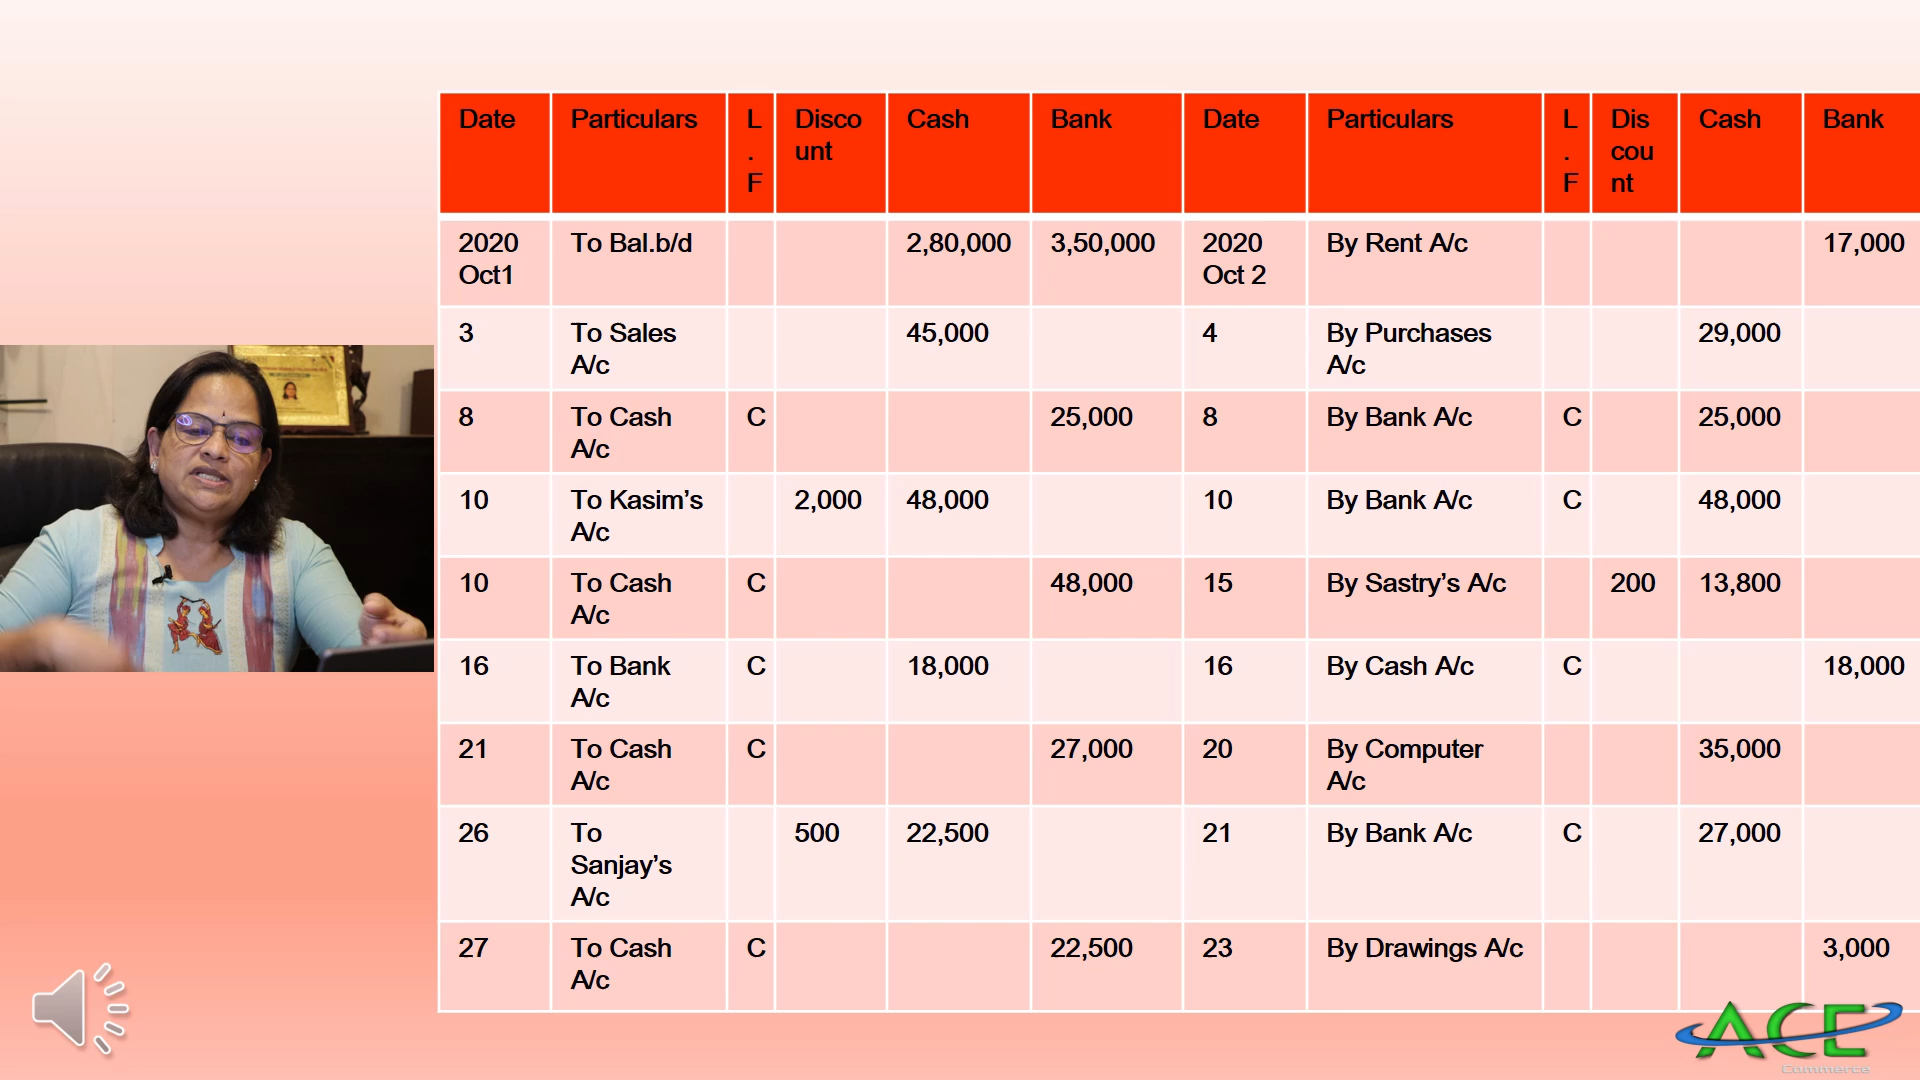 Date Particulars L Disco Cash Bank Date Particulars L Dis Cash Bank
. unt . cou
F F nt
2020 To Bal.b/d 2,80,000 3,50,000 2020 By Rent A/c 17,000
Oct1 Oct 2
3 To Sales 45,000 4 By Purchases 29,000
A/c A/c
8 To Cash C 25,000 8 By Bank A/c C 25,000
A/c
10 To Kasim’s 2,000 48,000 10 By Bank A/c C 48,000
A/c
10 To Cash C 48,000 15 By Sastry’s A/c 200 13,800
A/c
16 To Bank C 18,000 16 By Cash A/c C 18,000
A/c
21 To Cash C 27,000 20 By Computer 35,000
A/c A/c
26 To 500 22,500 21 By Bank A/c C 27,000
Sanjay’s
A/c
27 To Cash C 22,500 23 By Drawings A/c 3,000
A/c
ACE
Commerce